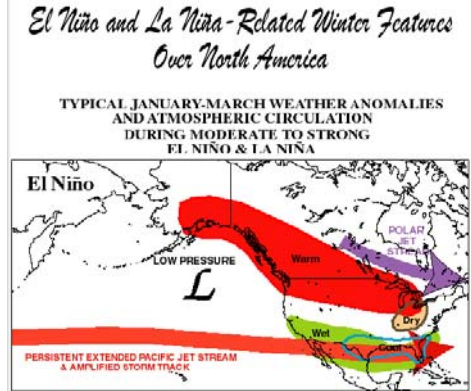 El Niño and La Niña-Related Winter Features
Over North America
TYPICAL JANUARY-MARCH WEATHER ANOMALIES
AND ATMOSPHERIC CIRCULATION
DURING MODERATE TO STRONG
EL NIÑO & LA NIÑA
El Niño
POLAR
JET
STREAM
LOW PRESSURE
Warm
L
Dry
Wet
Cool
PERSISTENT EXTENDED PACIFIC JET STREAM
& AMPLIFIED STORM TRACK